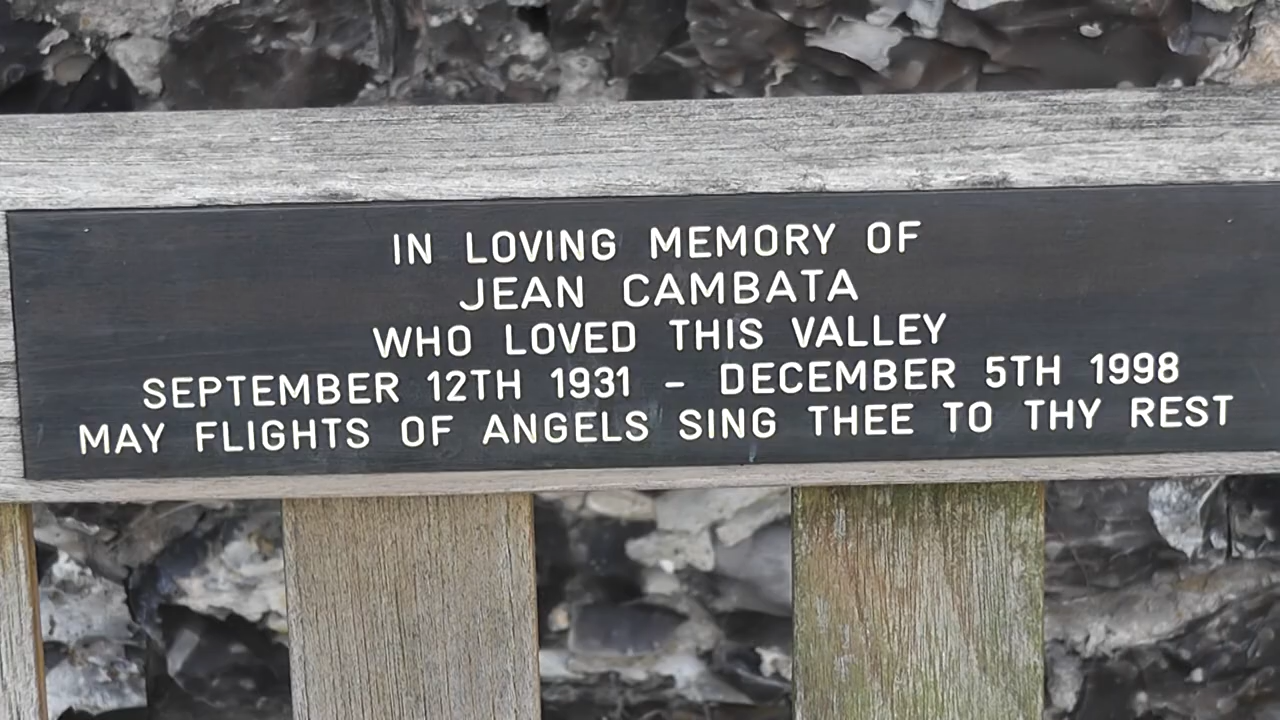 IN LOVING MEMORY OF
JEAN CAMBATA
WHO LOVED THIS VALLEY
SEPTEMBER 12TH 1931 – DECEMBER 5TH 1998
MAY FLIGHTS OF ANGELS SING THEE TO THY REST